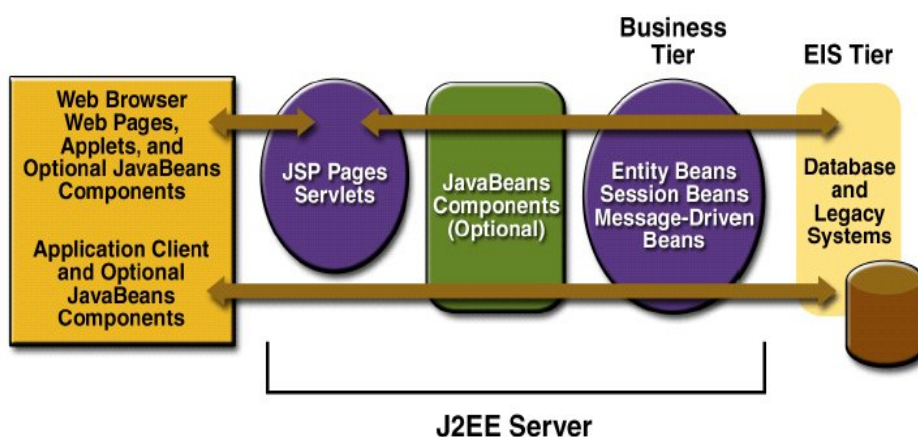 Business
Tier
EIS Tier
Web Browser
Web Pages,
Applets, and
Optional JavaBeans
Components
Application Client
and Optional
JavaBeans
Components
JSP Pages
Servlets
JavaBeans
Components
(Optional)
Entity Beans
Session Beans
Message-Driven
Beans
Database
and
Legacy
Systems
J2EE Server